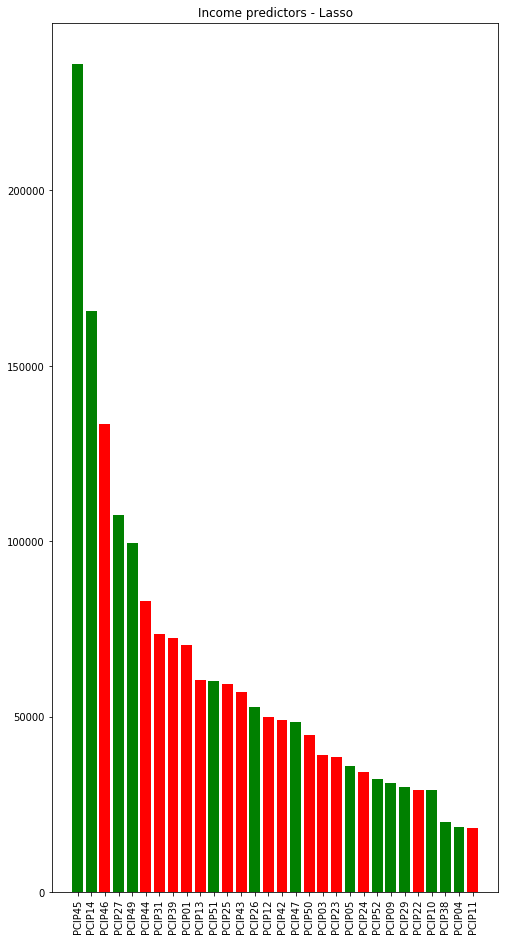 Income predictors - Lasso
200000
150000
100000
50000
0
PCIP45
PCIP14
PCIP46
PCIP27
PCIP49
PCIP44
PCIP31
PCIP39
PCIP01
PCIP13
PCIP51
PCIP25
PCIP43
PCIP26
PCIP12
PCIP42
PCIP47
PCIP50
PCIP03
PCIP23
PCIP05
PCIP24
PCIP52
PCIP09
PCIP29
PCIP22
PCIP10
PCIP38
PCIP04
PCIP11